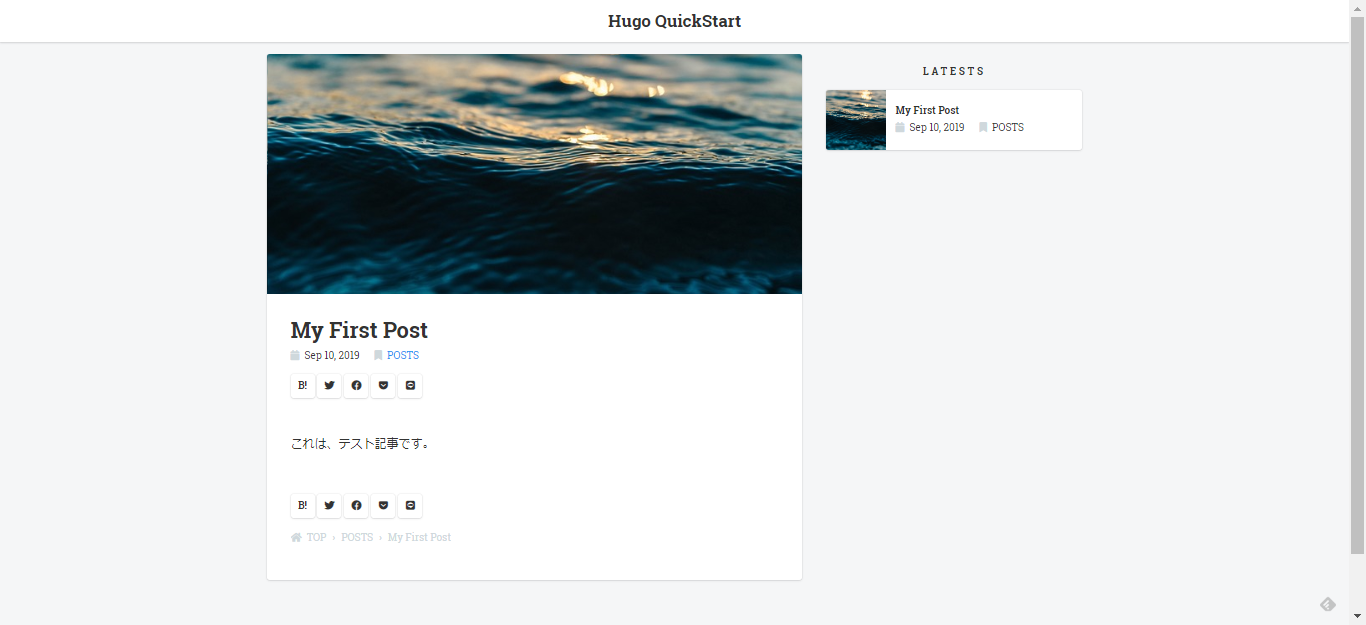 Hugo QuickStart
My First Post
Sep 10, 2019 POSTS
B!
これは、テスト記事です。
B!
TOP › POSTS › My First Post
LATESTS
My First Post
Sep 10, 2019 POSTS